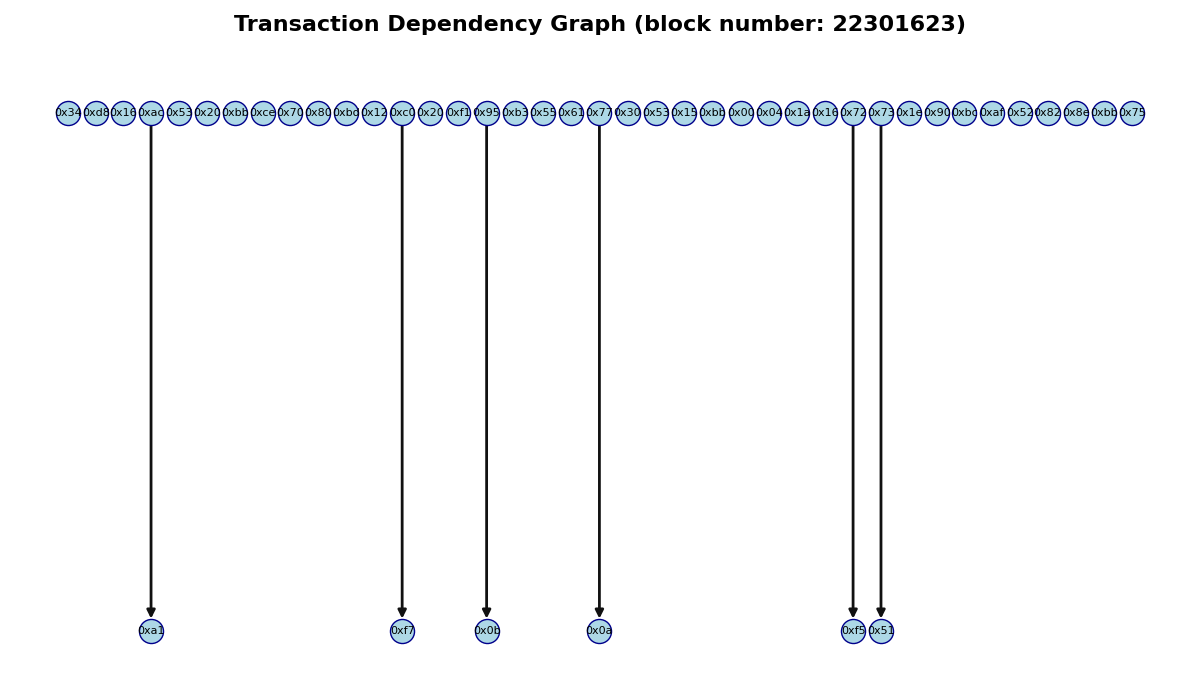 Transaction Dependency Graph (block number: 22301623)
0x34 0xd8 0x16 0xac 0x53 0x20 0xbb 0xce 0x70 0x80 0xbd 0x12 0xc0 0x20 0xf1 0x95 0xb3 0x55 0x61 0x77 0x30 0x53 0x15 0xbb 0x00 0x04 0x1a 0x16 0x72 0x73 0x1e 0x90 0xbc 0xaf 0x52 0x82 0x8e 0xbb 0x75
0xa1 0xf7 0x0b 0x0a 0xf5 0x51